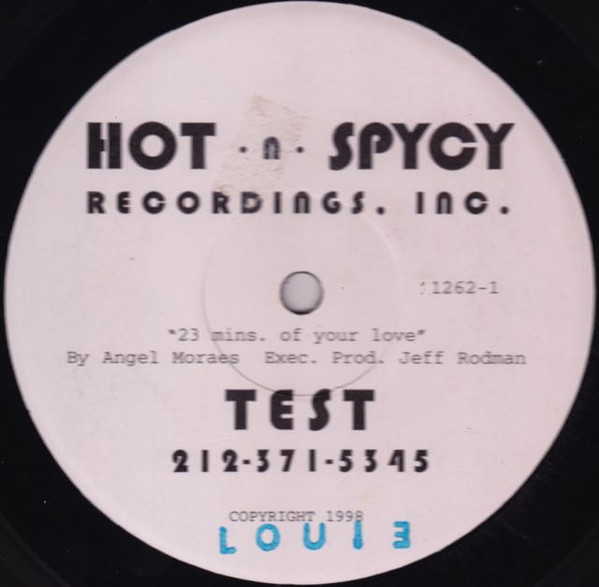 HOT · n · SPYCY
RECORDINGS, INC.
11262-1
"23 mins. of your love"
By Angel Moraes Exec. Prod. Jeff Rodman
TEST
212-371-5345
COPYRIGHT 1998
LOUIE